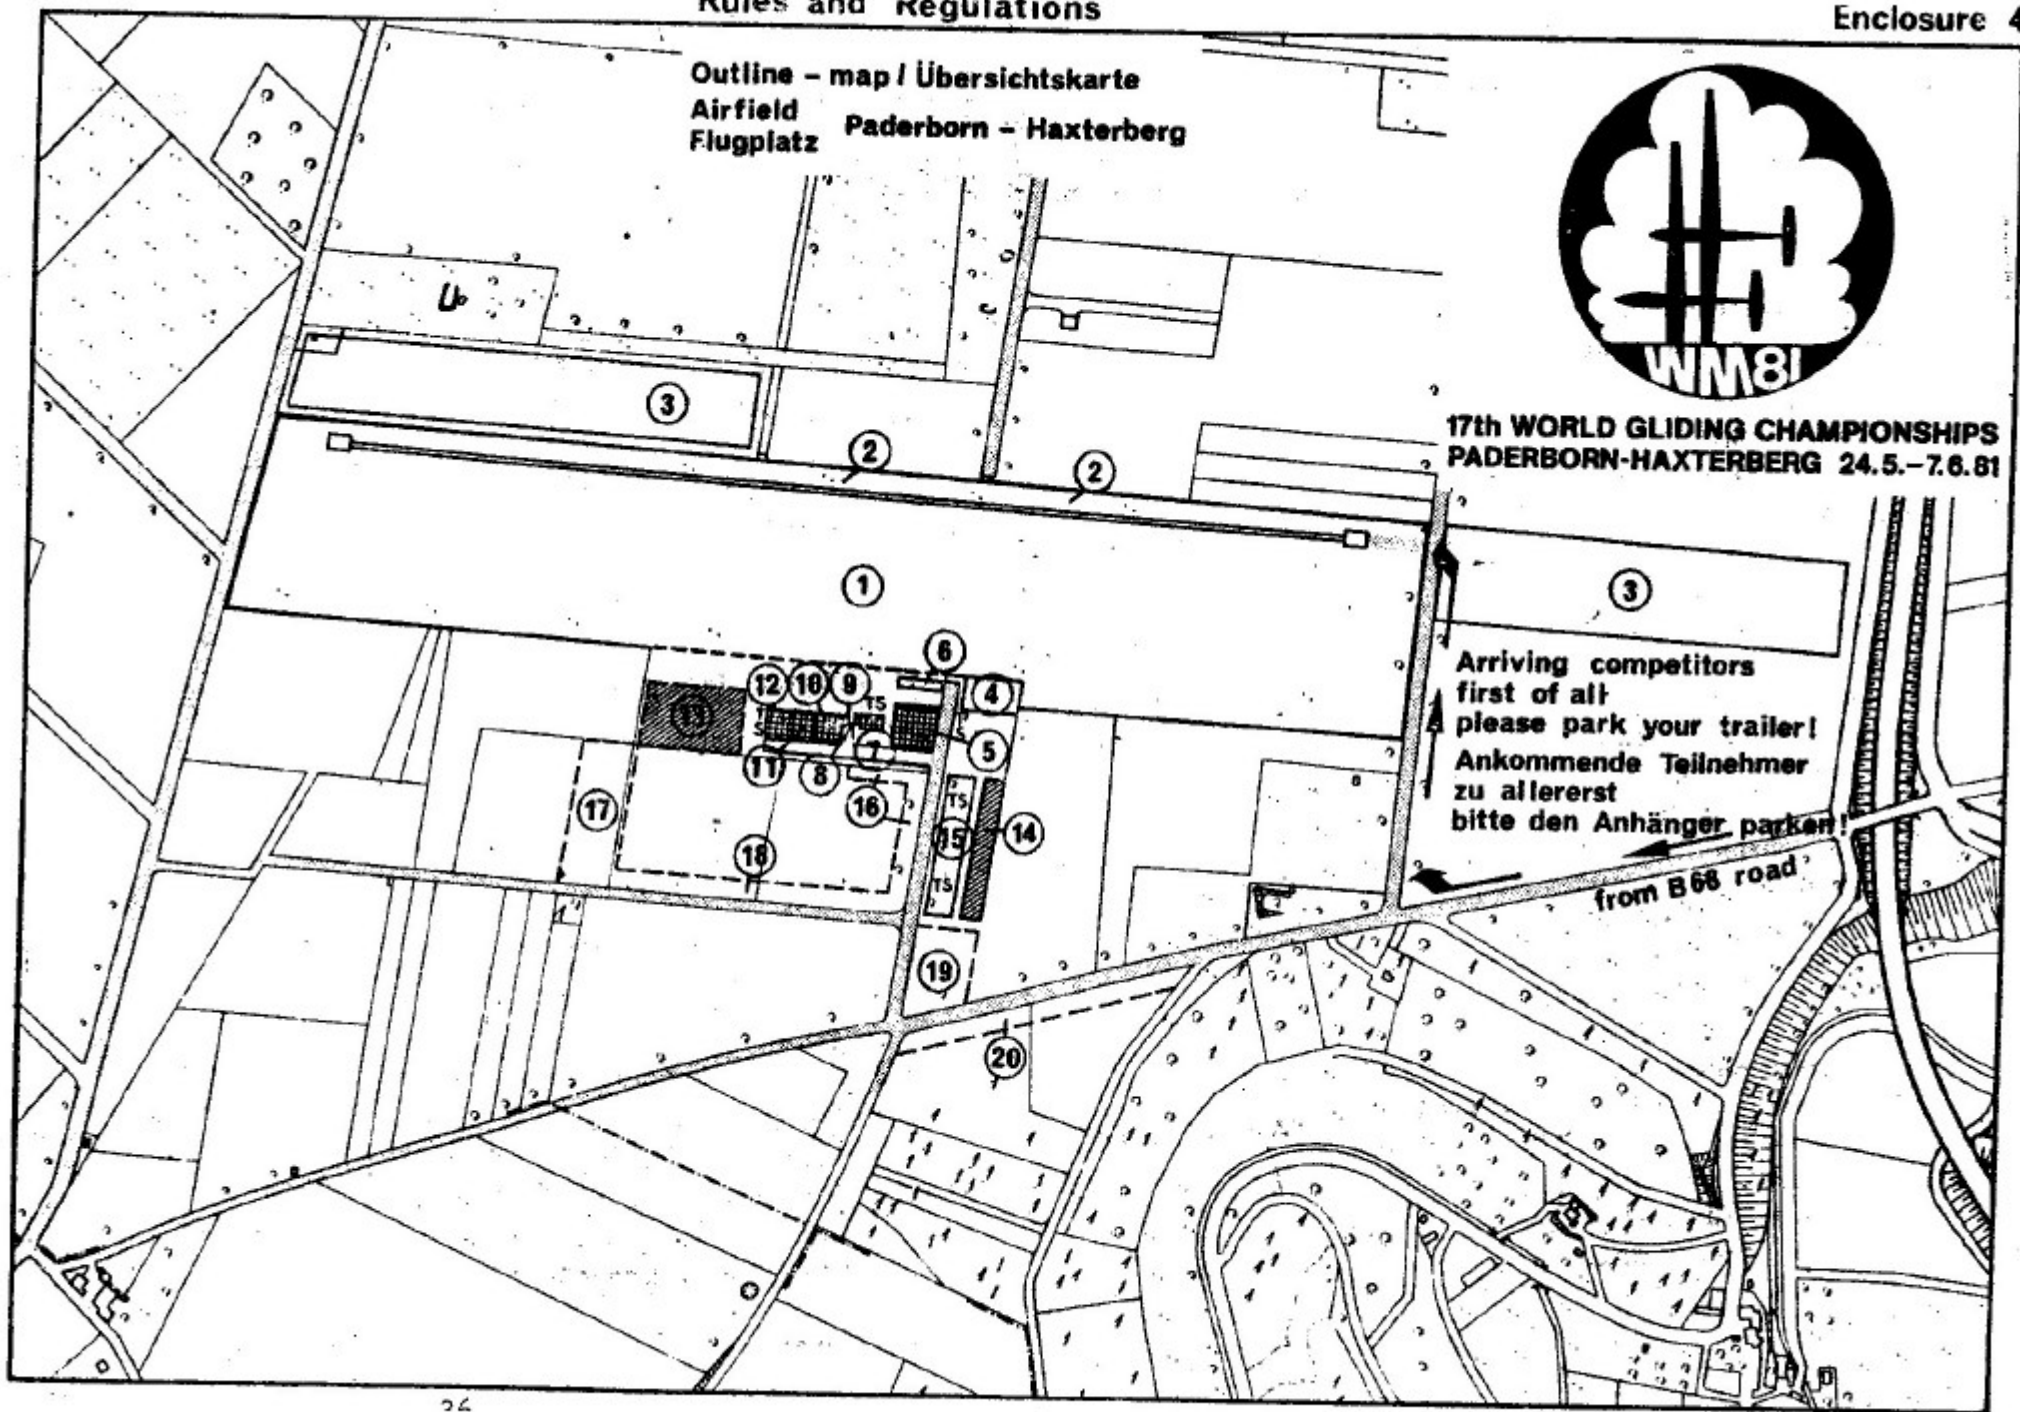 Rules and Regulations
Enclosure 4
Outline - map / Übersichtskarte
Airfield
Flugplatz
Paderborn - Haxterberg
WM81
17th WORLD GLIDING CHAMPIONSHIPS
PADERBORN-HAXTERBERG 24.5.-7.6.81
3
2
2
1
3
6
12 10 9
TS
4
13
S
T
S
7
5
11
8
16
17
TS
15
14
18
TS
19
20
Arriving competitors
first of all
please park your trailer!
Ankommende Teilnehmer
zu allererst
bitte den Anhänger parken!
from B68 road